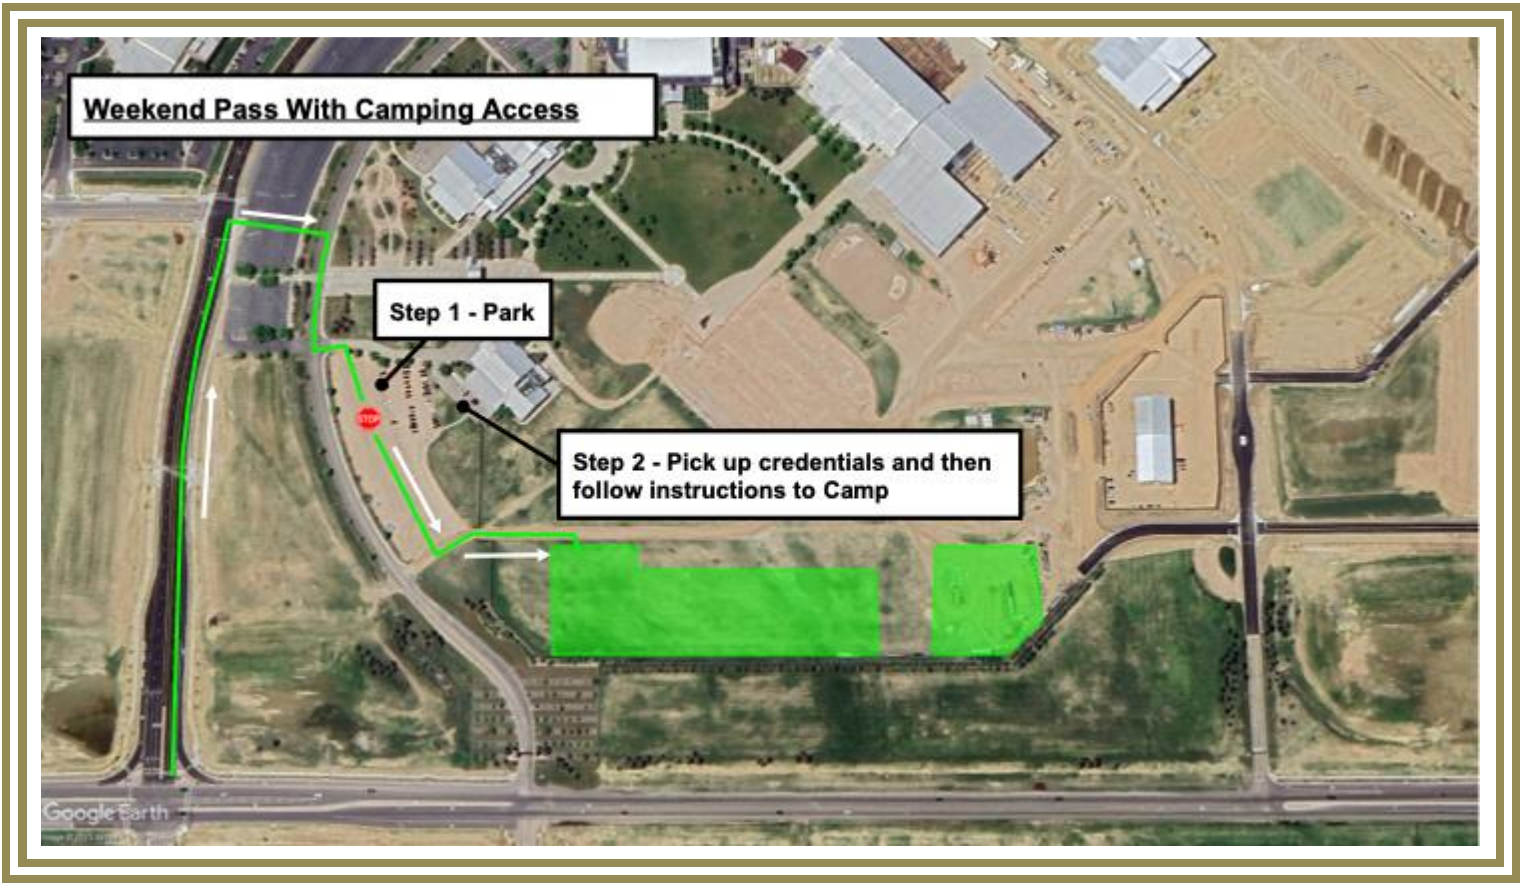 Weekend Pass With Camping Access
Step 1 - Park
STOP
Step 2 - Pick up credentials and then
follow instructions to Camp
Google Earth